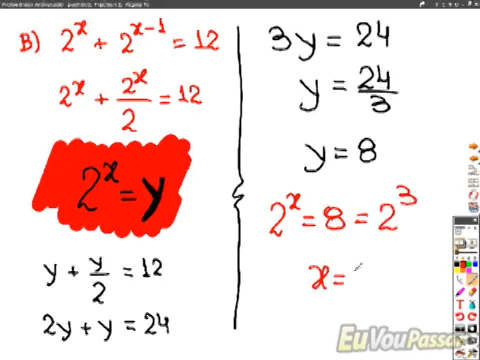 B) 2^x + 2^(x-1) = 12
2^x + 2^x/2 = 12
2^x = y
y + y/2 = 12
2y + y = 24
3y = 24
y = 24/3
y = 8
2^x = 8 = 2^3
x =
EuVouPassar